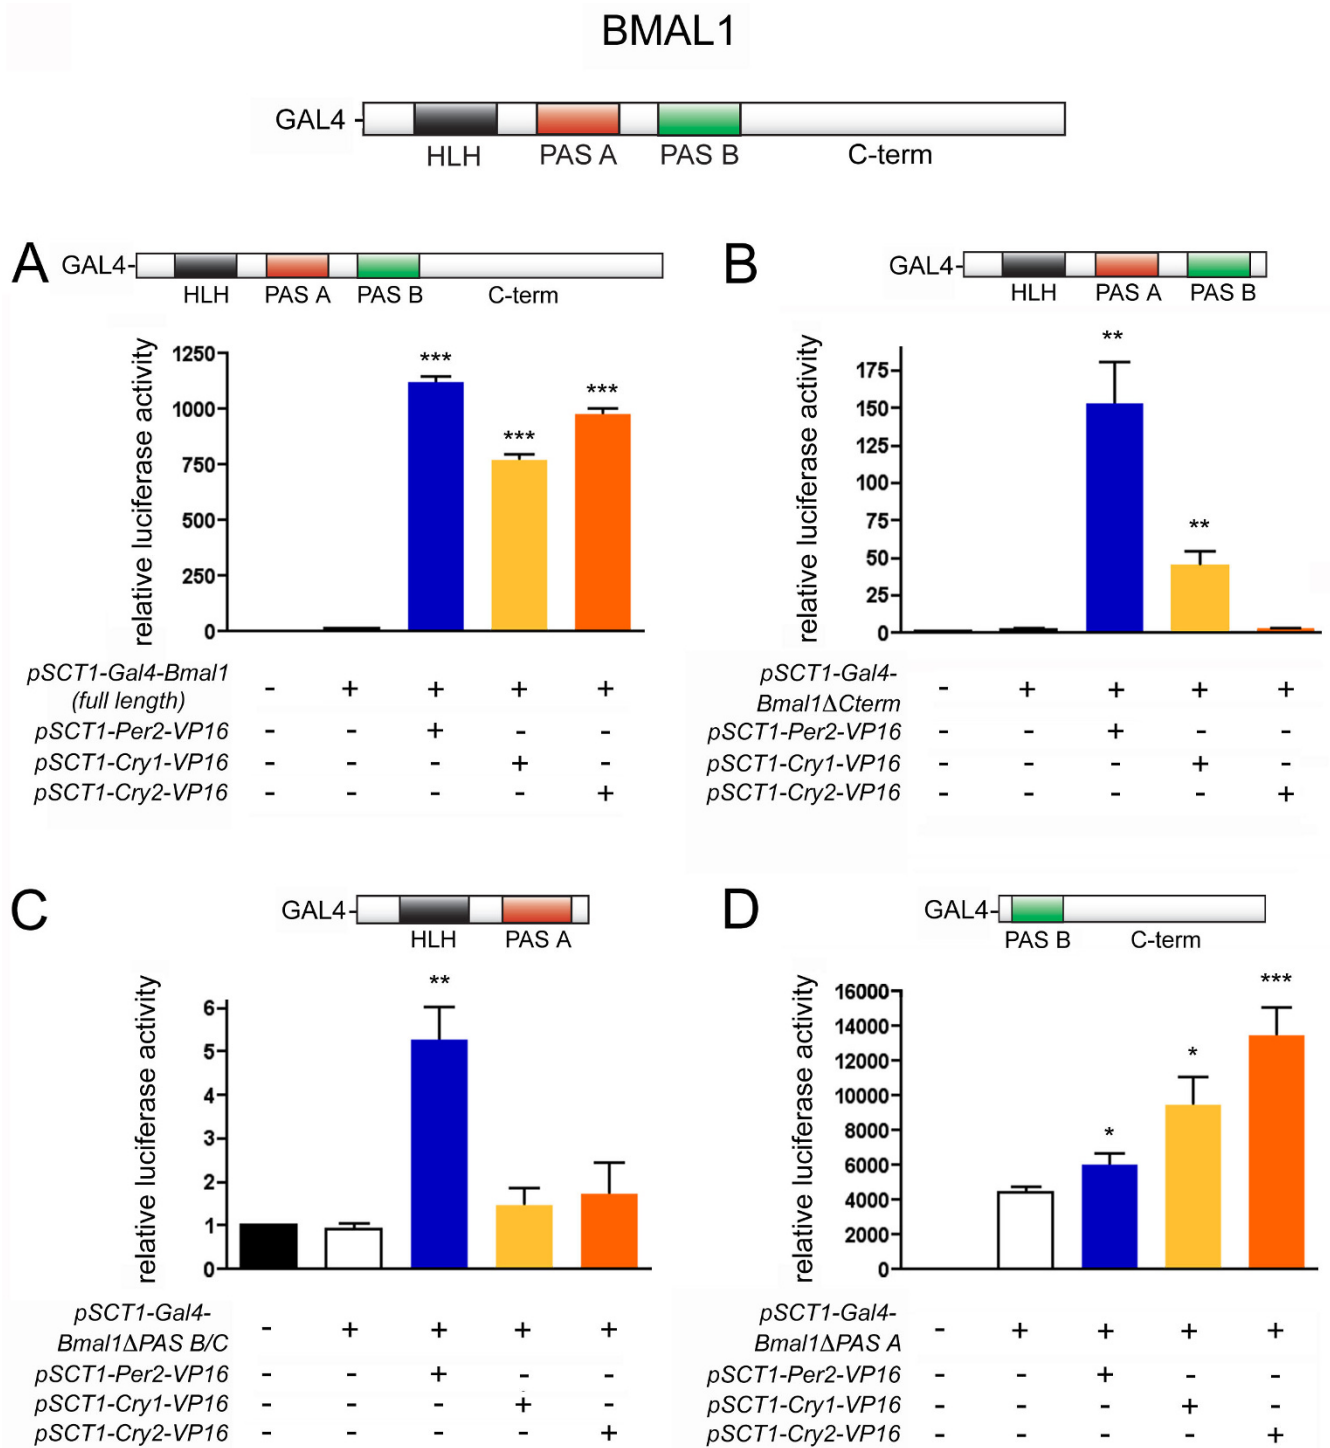 BMAL1
GAL4
HLH PAS A PAS B C-term
A GAL4
HLH PAS A PAS B C-term
relative luciferase activity
***
***
***
1250
1000
750
500
250
0
pSCT1-Gal4-Bmal1
(full length) - + + + +
pSCT1-Per2-VP16 - - + - -
pSCT1-Cry1-VP16 - - - + -
pSCT1-Cry2-VP16 - - - - +
B GAL4
HLH PAS A PAS B
relative luciferase activity
**
**
175
150
125
100
75
50
25
0
pSCT1-Gal4-
Bmal1ΔCterm - + + + +
pSCT1-Per2-VP16 - - + - -
pSCT1-Cry1-VP16 - - - + -
pSCT1-Cry2-VP16 - - - - +
C GAL4
HLH PAS A
relative luciferase activity
**
6
5
4
3
2
1
0
pSCT1-Gal4-
Bmal1ΔPAS B/C - + + + +
pSCT1-Per2-VP16 - - + - -
pSCT1-Cry1-VP16 - - - + -
pSCT1-Cry2-VP16 - - - - +
D GAL4
PAS B C-term
relative luciferase activity
***
*
*
16000
14000
12000
10000
8000
6000
4000
2000
0
pSCT1-Gal4-
Bmal1ΔPAS A - + + + +
pSCT1-Per2-VP16 - - + - -
pSCT1-Cry1-VP16 - - - + -
pSCT1-Cry2-VP16 - - - - +